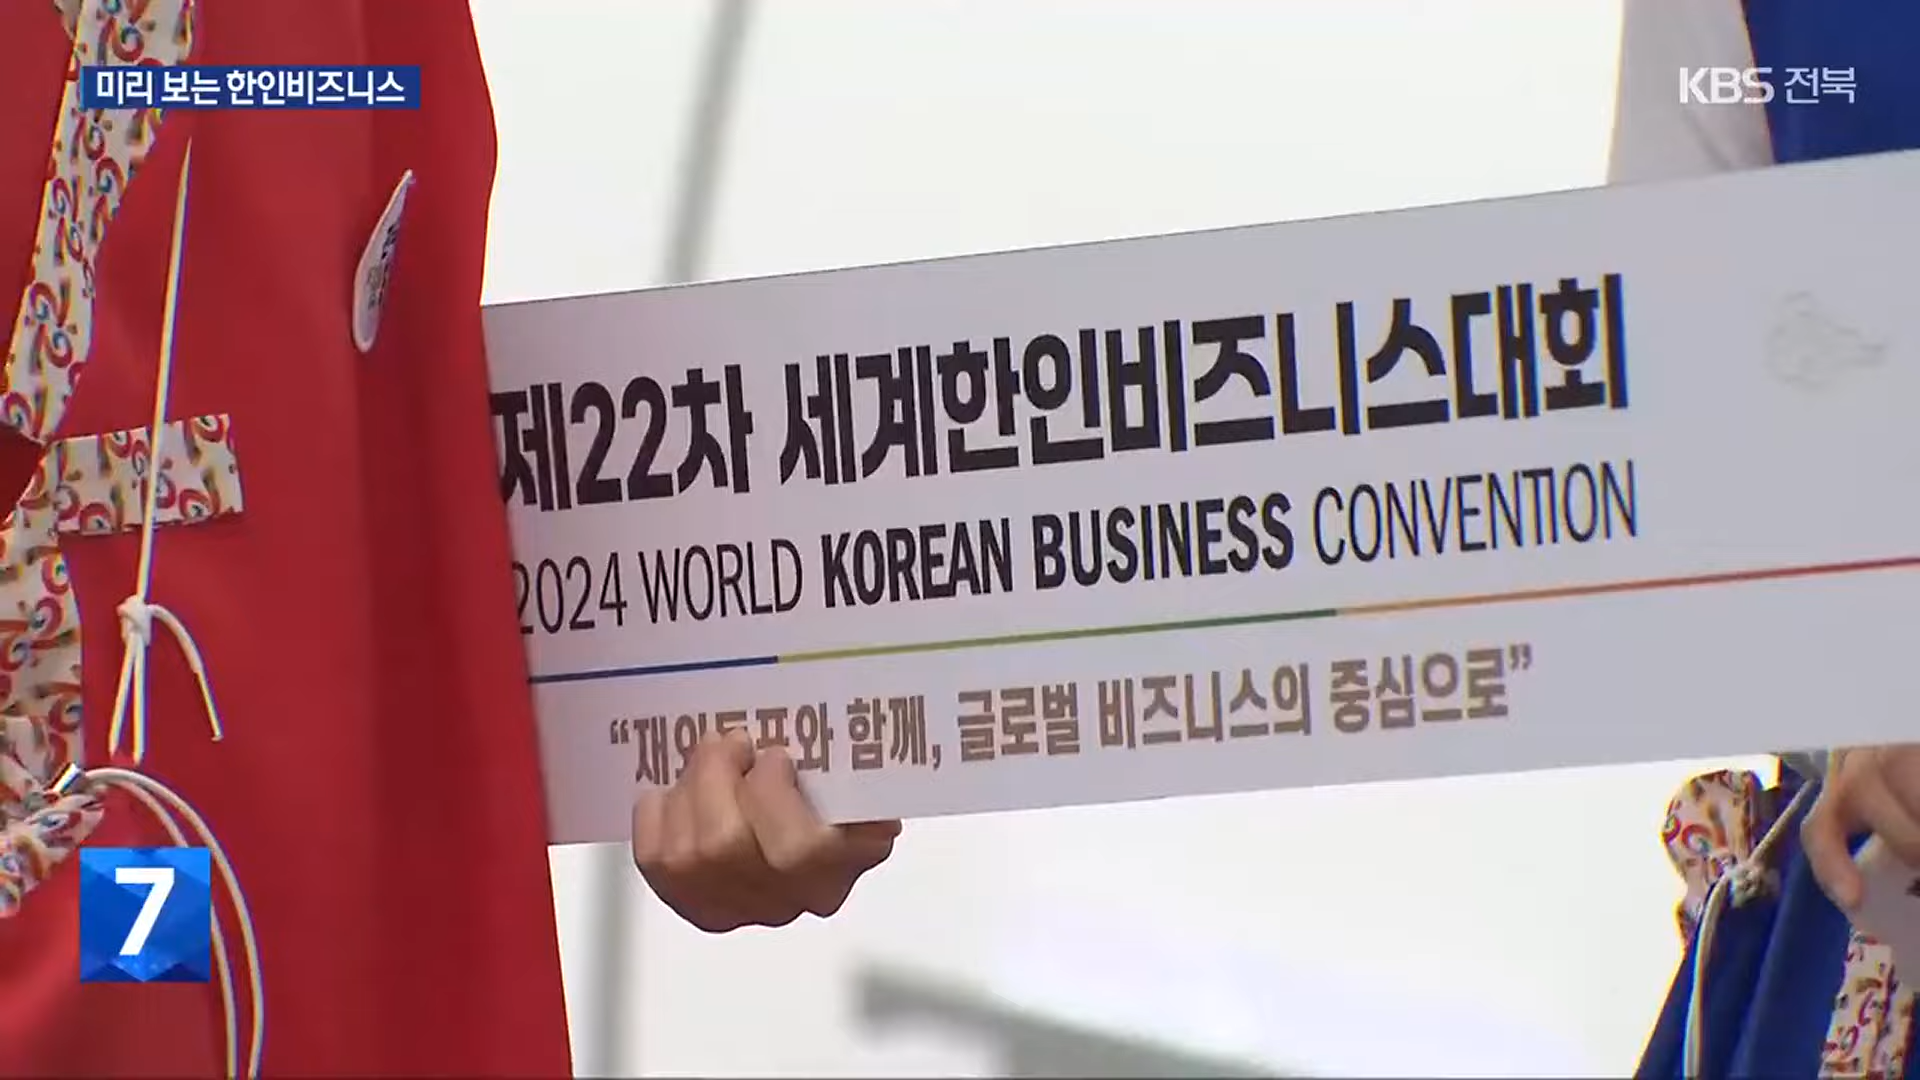 미리 보는 한인비즈니스
KBS 전북
제22차 세계한인비즈니스대회
2024 WORLD KOREAN BUSINESS CONVENTION
함께, 글로벌 비즈니스의 중심으로”
7